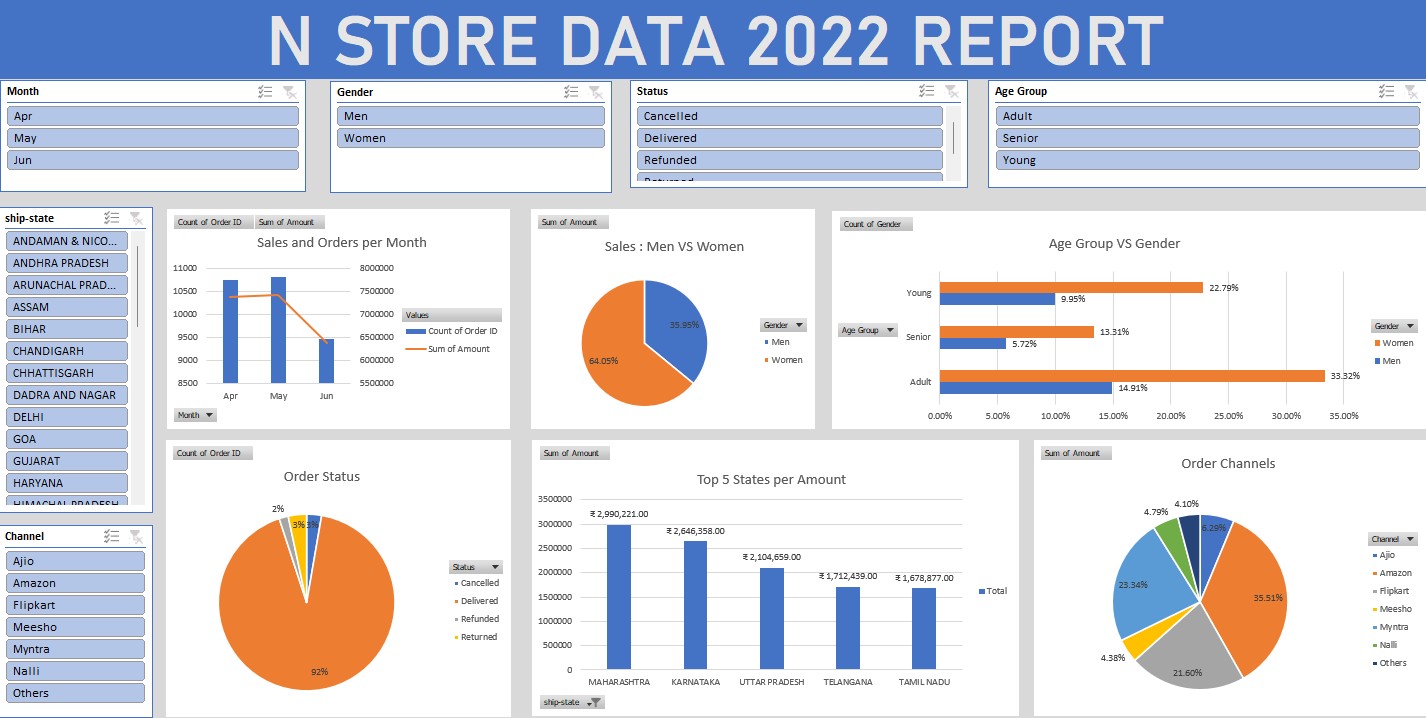 N STORE DATA 2022 REPORT
Month
Apr
May
Jun
Gender
Men
Women
Status
Cancelled
Delivered
Refunded
Returned
Age Group
Adult
Senior
Young
ship-state
ANDAMAN & NICO...
ANDHRA PRADESH
ARUNACHAL PRAD...
ASSAM
BIHAR
CHANDIGARH
CHHATTISGARH
DADRA AND NAGAR
DELHI
GOA
GUJARAT
HARYANA
HIMACHAL PRADESH
Channel
Ajio
Amazon
Flipkart
Meesho
Myntra
Nalli
Others
Count of Order ID Sum of Amount
Sales and Orders per Month
11000 8000000
10500 7500000
10000 7000000
9500 6500000
9000 6000000
8500 5500000
Apr May Jun
Values
Count of Order ID
Sum of Amount
Month
Sum of Amount
Sales : Men VS Women
35.95%
64.05%
Gender
Men
Women
Count of Gender
Age Group VS Gender
Young 22.79%
9.95%
Senior 13.31%
5.72%
Adult 33.32%
14.91%
0.00% 5.00% 10.00% 15.00% 20.00% 25.00% 30.00% 35.00%
Age Group
Gender
Women
Men
Count of Order ID
Order Status
2%
3% 3%
92%
Status
Cancelled
Delivered
Refunded
Returned
Sum of Amount
Top 5 States per Amount
3500000
3000000
2500000
2000000
1500000
1000000
500000
0
₹ 2,990,221.00
₹ 2,646,358.00
₹ 2,104,659.00
₹ 1,712,439.00
₹ 1,678,877.00
MAHARASHTRA KARNATAKA UTTAR PRADESH TELANGANA TAMIL NADU
Total
ship-state
Sum of Amount
Order Channels
4.10%
4.79%
6.29%
23.34%
35.51%
4.38%
21.60%
Channel
Ajio
Amazon
Flipkart
Meesho
Myntra
Nalli
Others